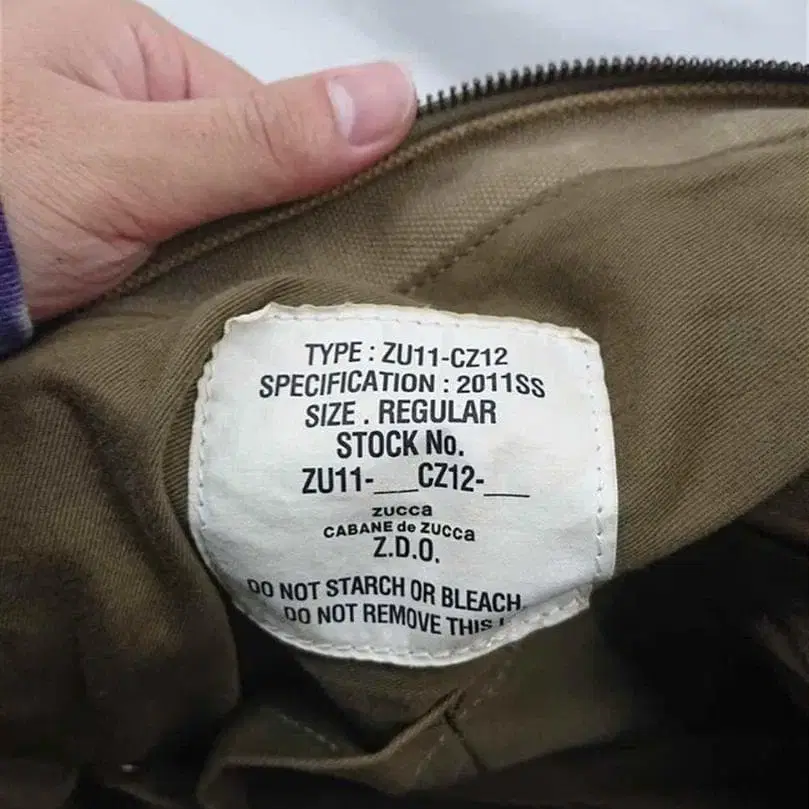 TYPE : ZU11-CZ12
SPECIFICATION : 2011SS
SIZE . REGULAR
STOCK No.
ZU11-___CZ12-___
zucca
CABANE de ZUCCa
Z.D.O.
DO NOT STARCH OR BLEACH
DO NOT REMOVE THIS